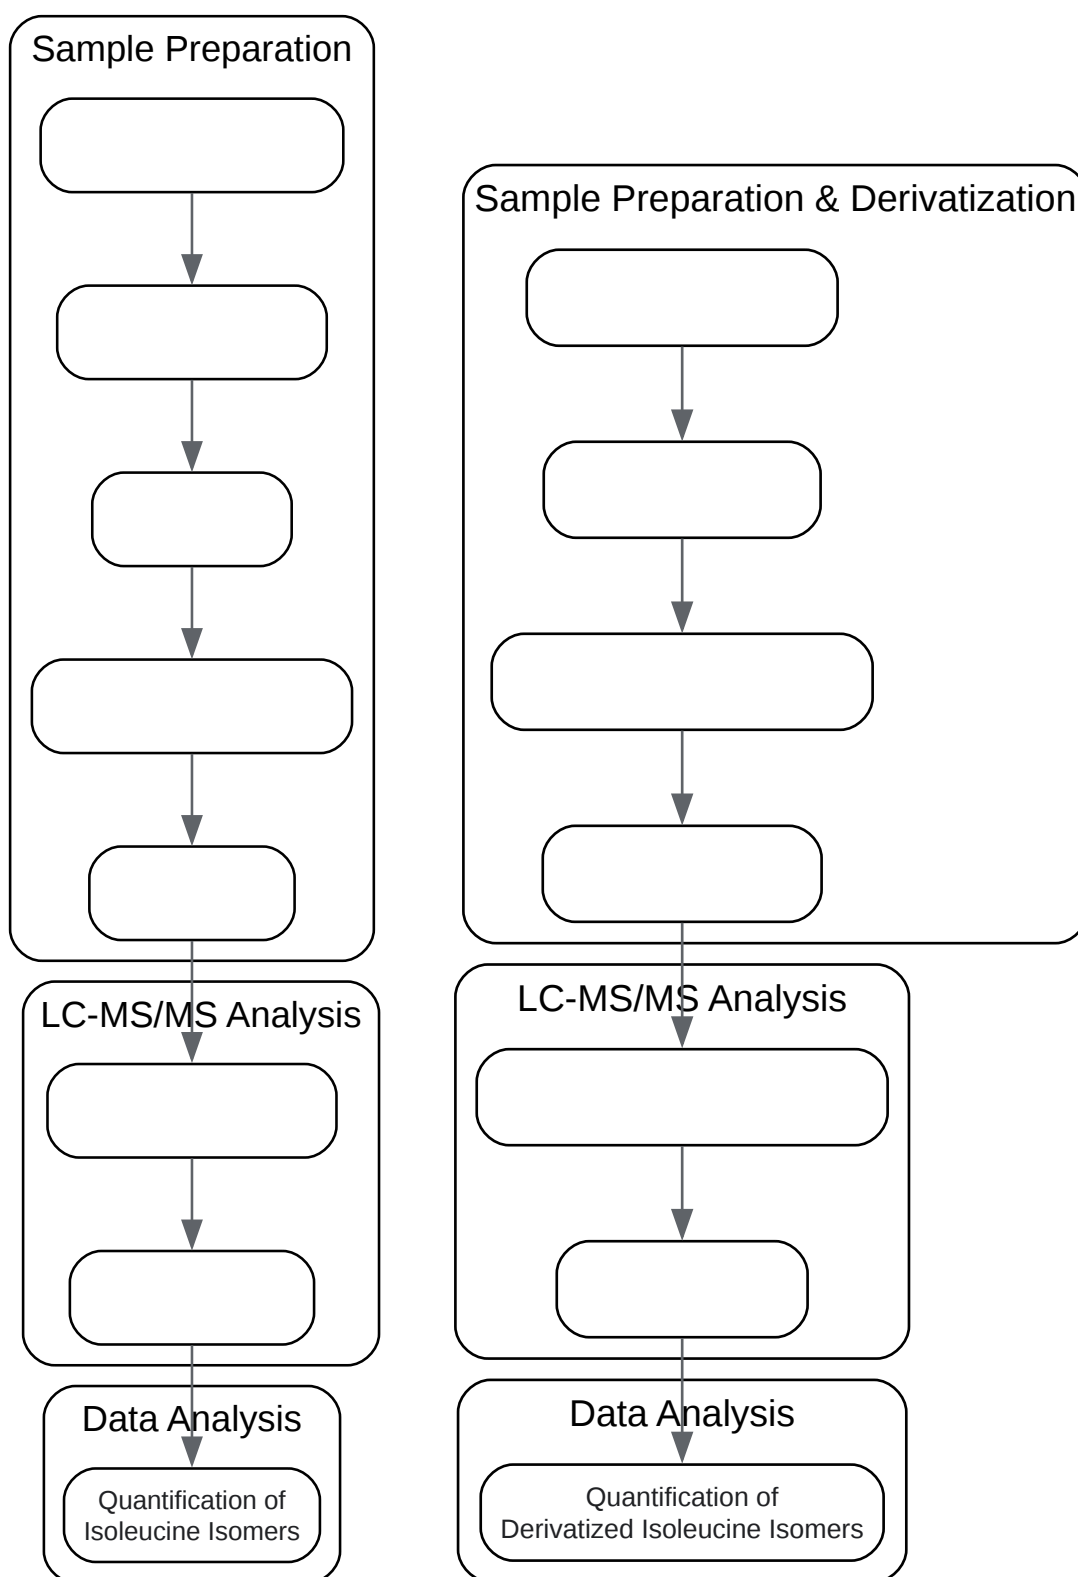 Sample Preparation
LC-MS/MS Analysis
Data Analysis
Quantification of
Isoleucine Isomers
Sample Preparation & Derivatization
LC-MS/MS Analysis
Data Analysis
Quantification of
Derivatized Isoleucine Isomers